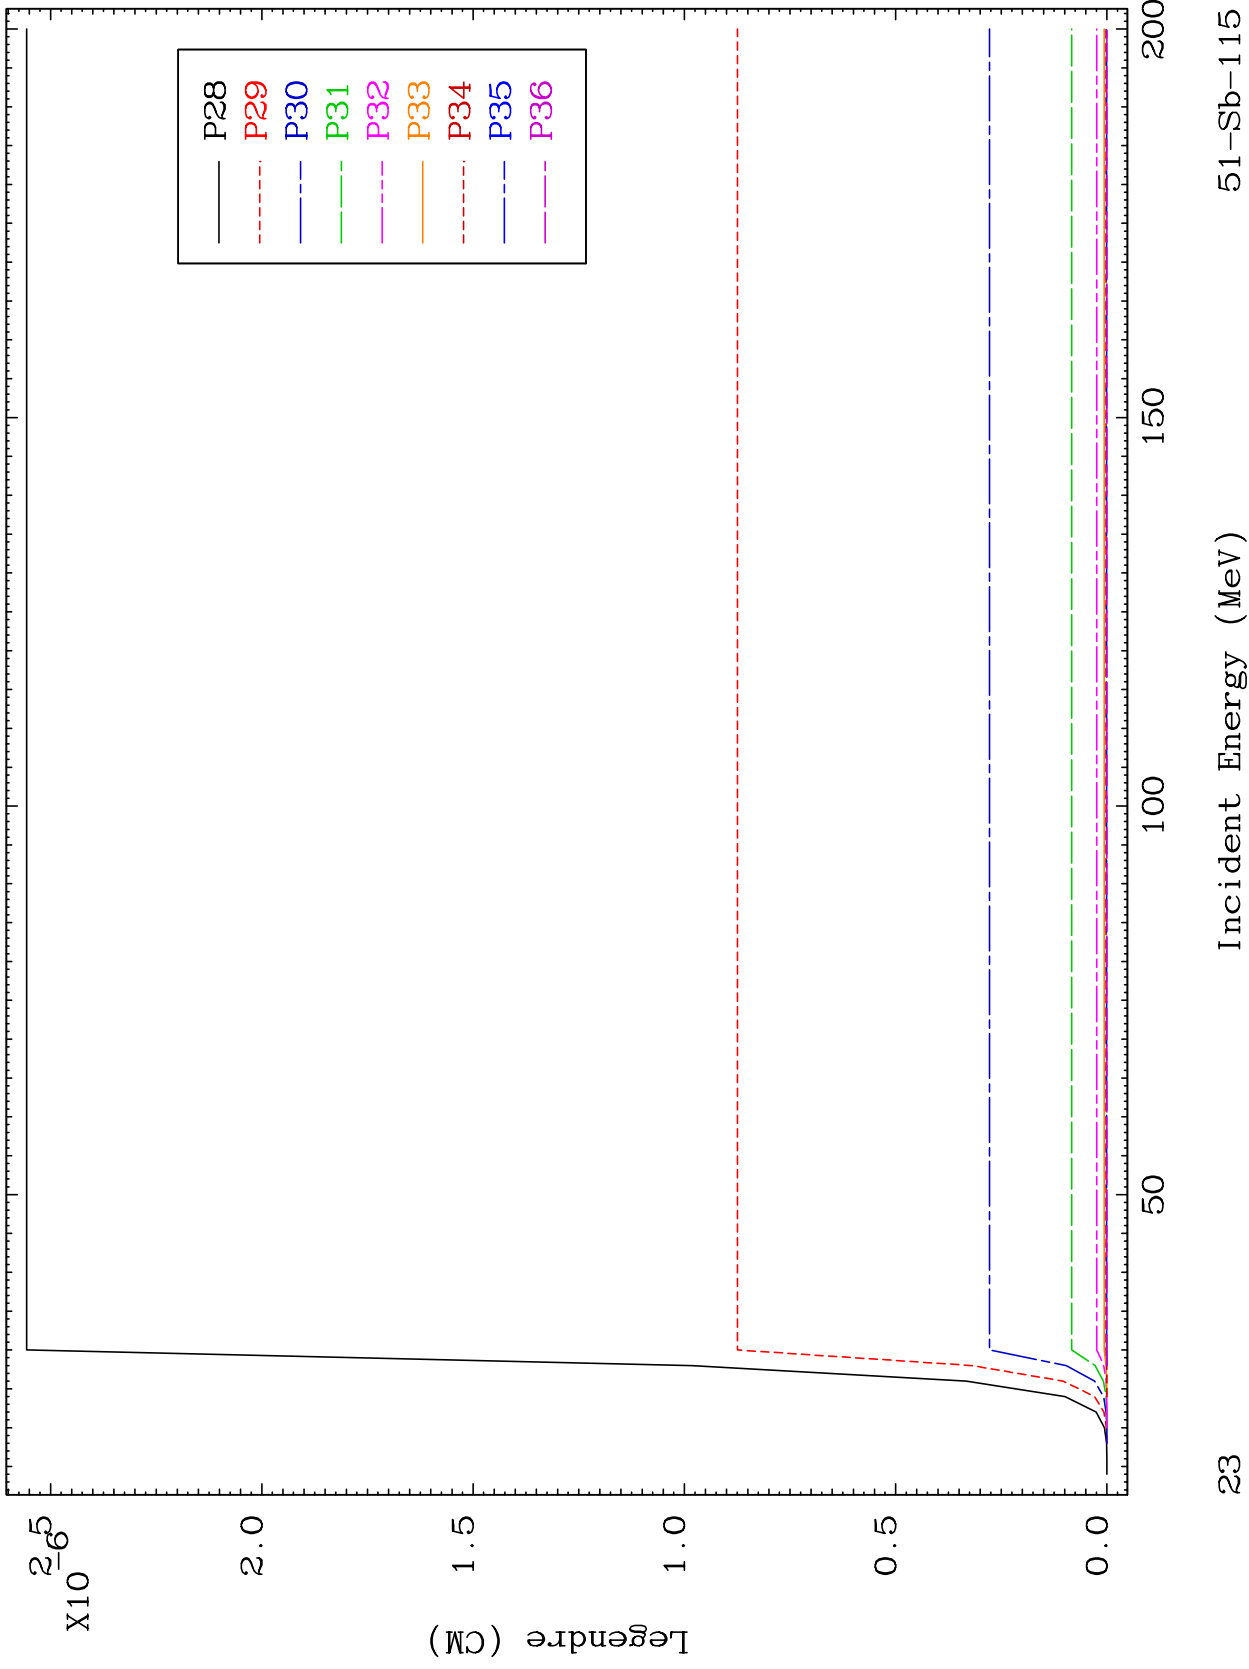 P28
P29
P30
P31
P32
P33
P34
P35
P36
X10
-6
2.5
2.0
1.5
1.0
0.5
0.0
Legendre (CM)
50
100
150
200
Incident Energy (MeV)
23
51-Sb-115